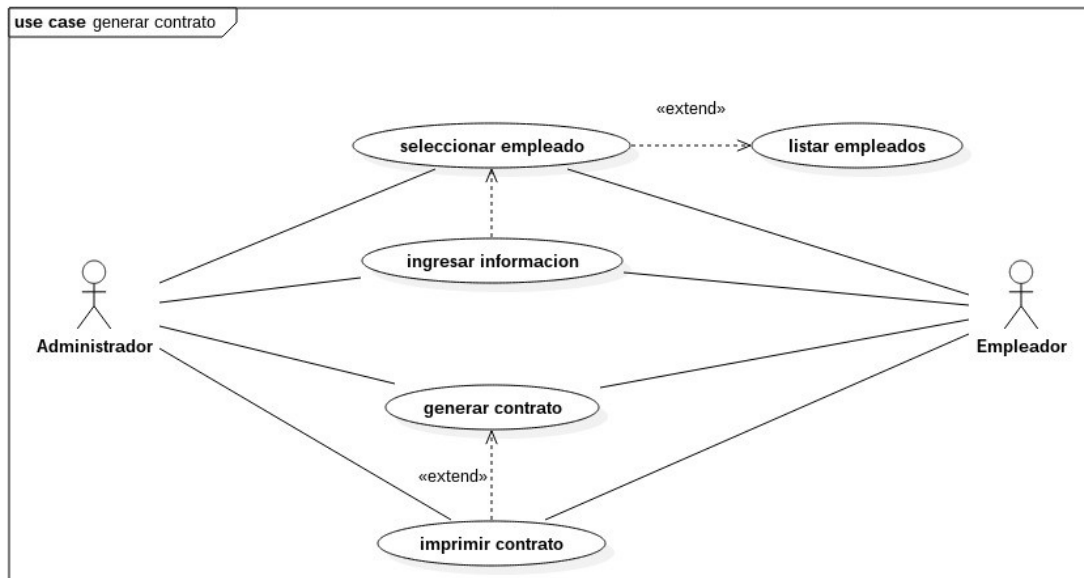 use case generar contrato
«extend»
seleccionar empleado
listar empleados
ingresar informacion
Administrador
Empleador
generar contrato
«extend»
imprimir contrato